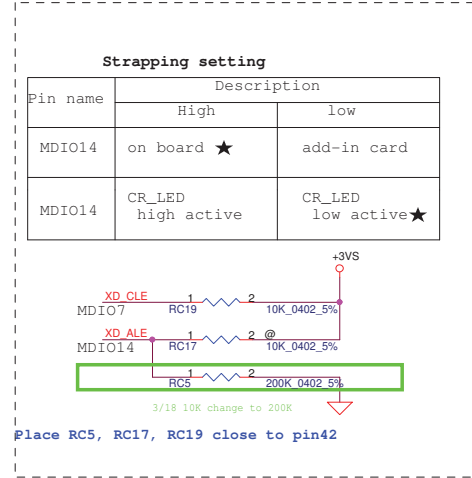 Strapping setting
Pin name
Description
High
low
MDIO14
on board ★
add-in card
MDIO14
CR_LED
high active
CR_LED
low active★
+3VS
XD_CLE
MDIO7
1
2
RC19
10K_0402_5%
XD_ALE
MDIO14
1
2
@
RC17
10K_0402_5%
1
2
RC5
200K_0402_5%
3/18 10K change to 200K
Place RC5, RC17, RC19 close to pin42